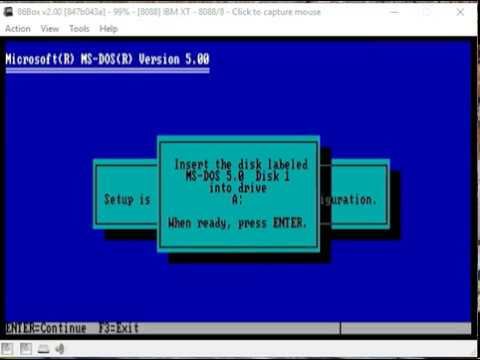 86Box v2.00 [847b043a] - 99% - [8088] IBM XT - 8088/8 - Click to capture mouse
Action View Tools Help
Microsoft(R) MS-DOS(R) Version 5.00
Insert the disk labeled
MS-DOS 5.0 Disk 1
into drive
A:
Setup is
figuration.
When ready, press ENTER.
ENTER=Continue F3=Exit